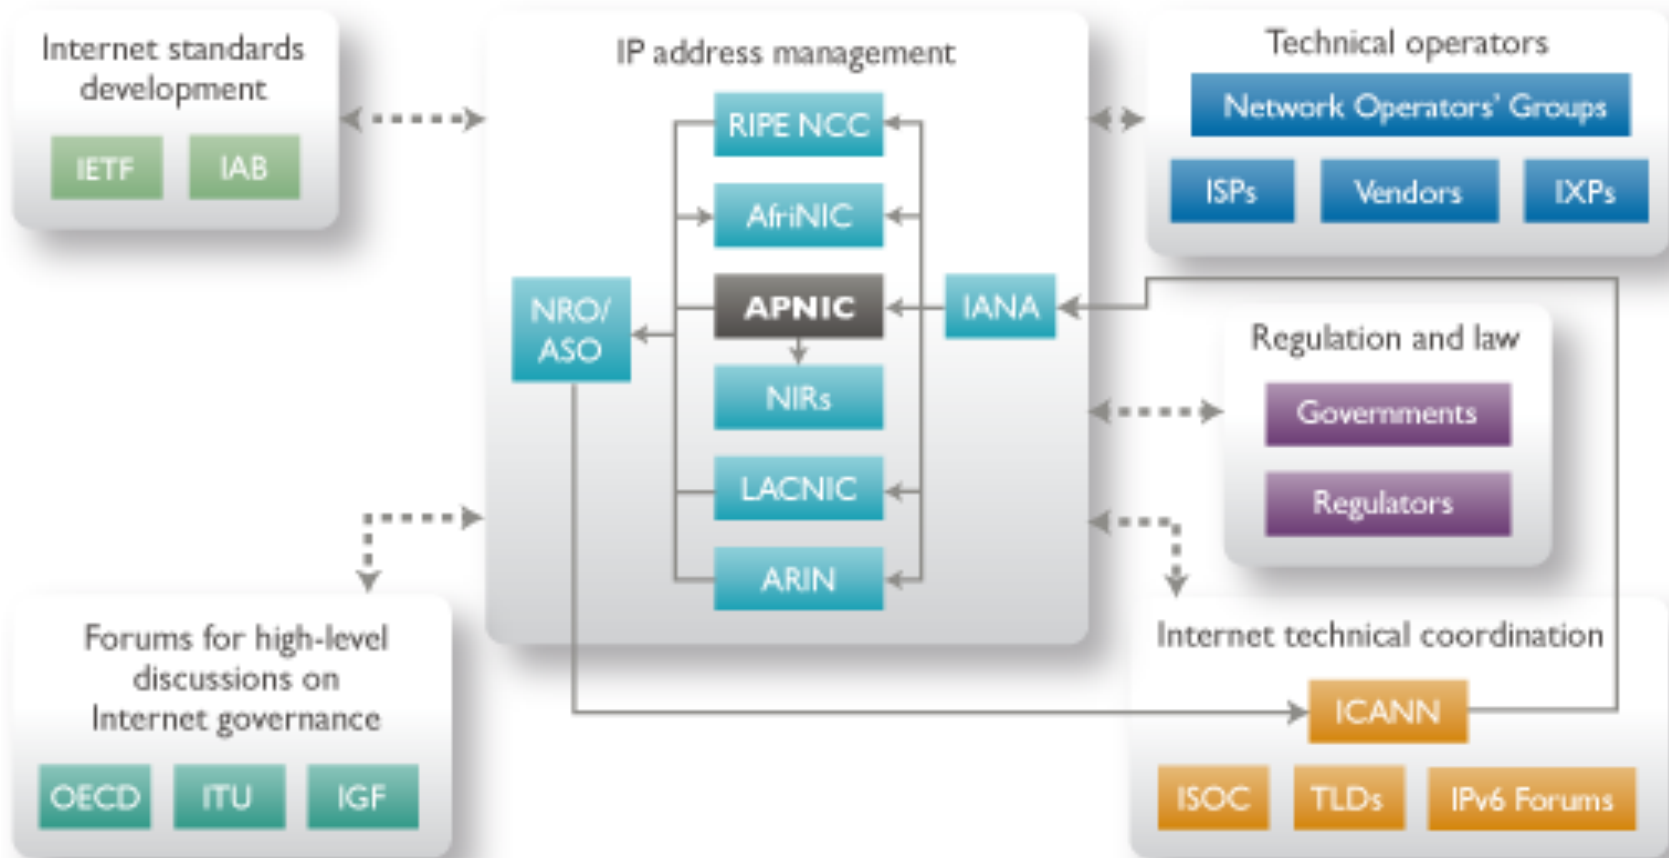 Internet standards
development
IETF
IAB
IP address management
RIPE NCC
AfriNIC
APNIC
NIRs
LACNIC
ARIN
NRO/
ASO
IANA
Technical operators
Network Operators' Groups
ISPs
Vendors
IXPs
Regulation and law
Governments
Regulators
Forums for high-level
discussions on
Internet governance
OECD
ITU
IGF
Internet technical coordination
ICANN
ISOC
TLDs
IPv6 Forums